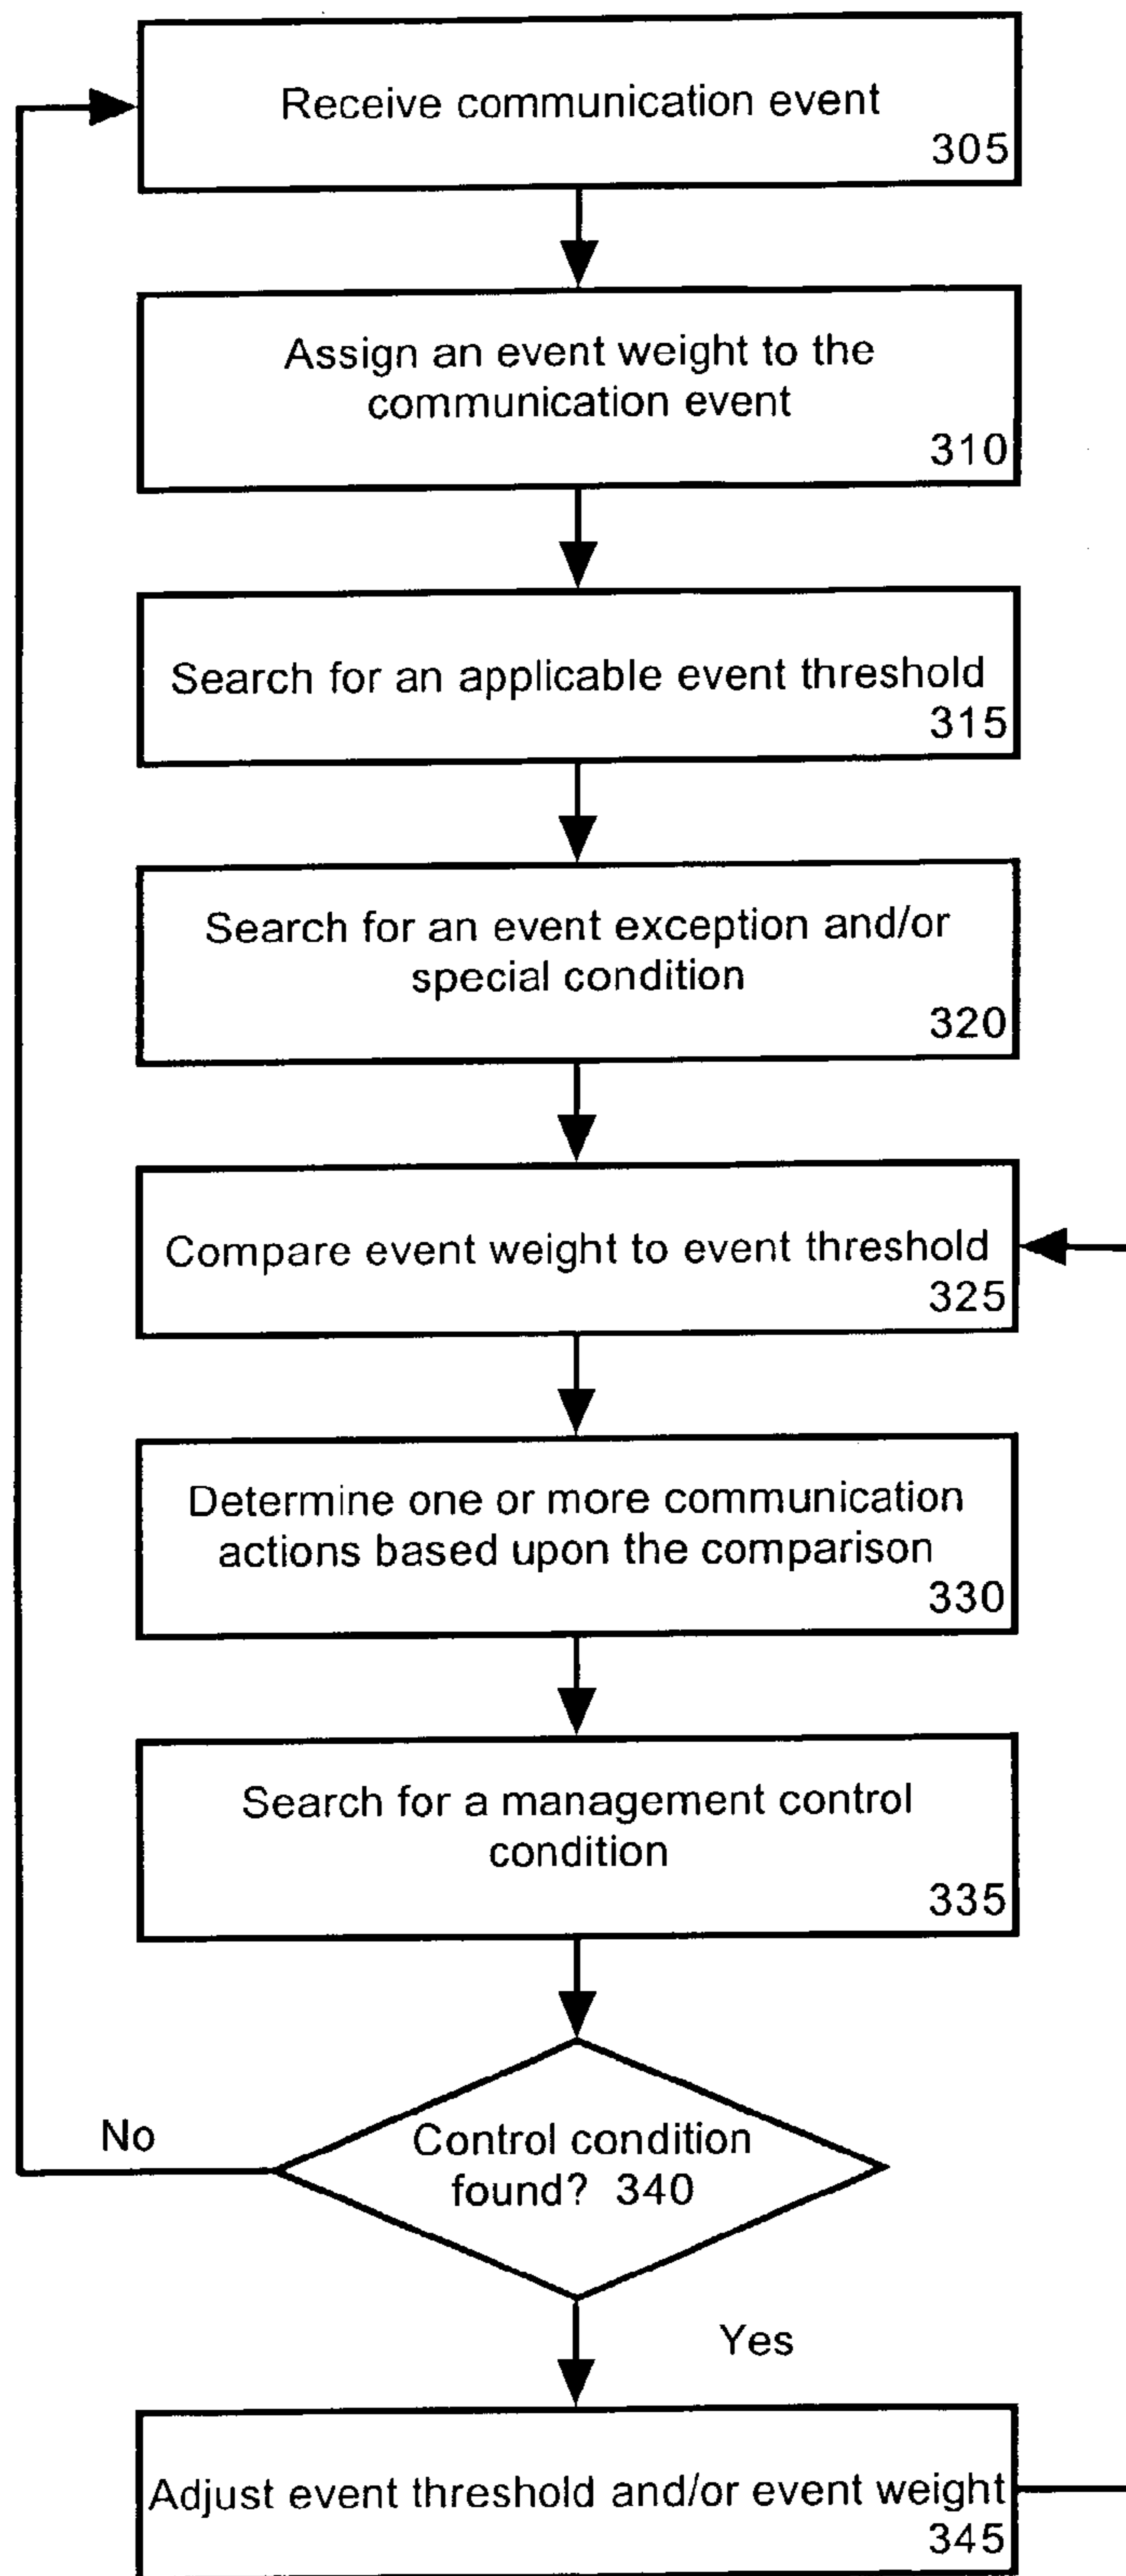 Receive communication event
305
Assign an event weight to the
communication event
310
Search for an applicable event threshold
315
Search for an event exception and/or
special condition
320
Compare event weight to event threshold
325
Determine one or more communication
actions based upon the comparison
330
Search for a management control
condition
335
No
Control condition
found? 340
Yes
Adjust event threshold and/or event weight
345